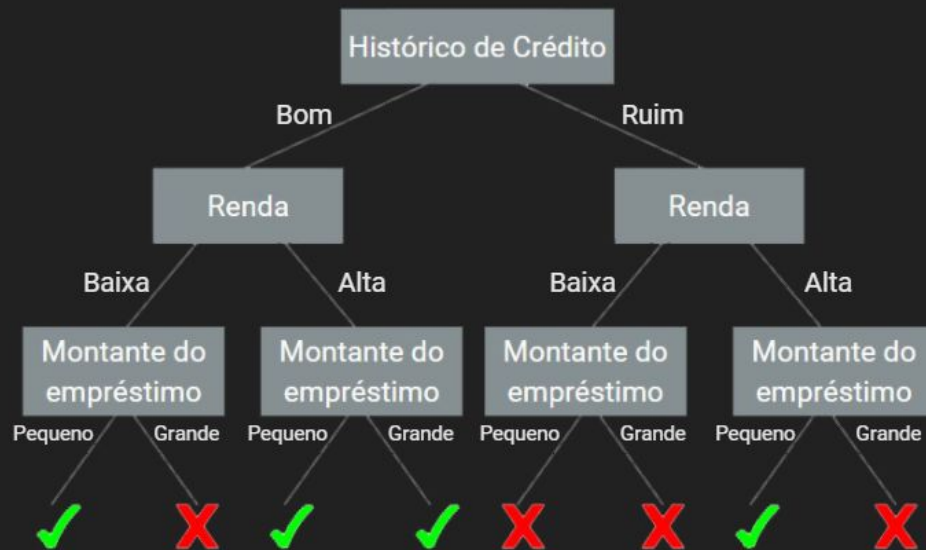 Histórico de Crédito
Bom
Ruim
Renda
Renda
Baixa
Alta
Baixa
Alta
Montante do
empréstimo
Montante do
empréstimo
Montante do
empréstimo
Montante do
empréstimo
Pequeno
Grande
Pequeno
Grande
Pequeno
Grande
Pequeno
Grande